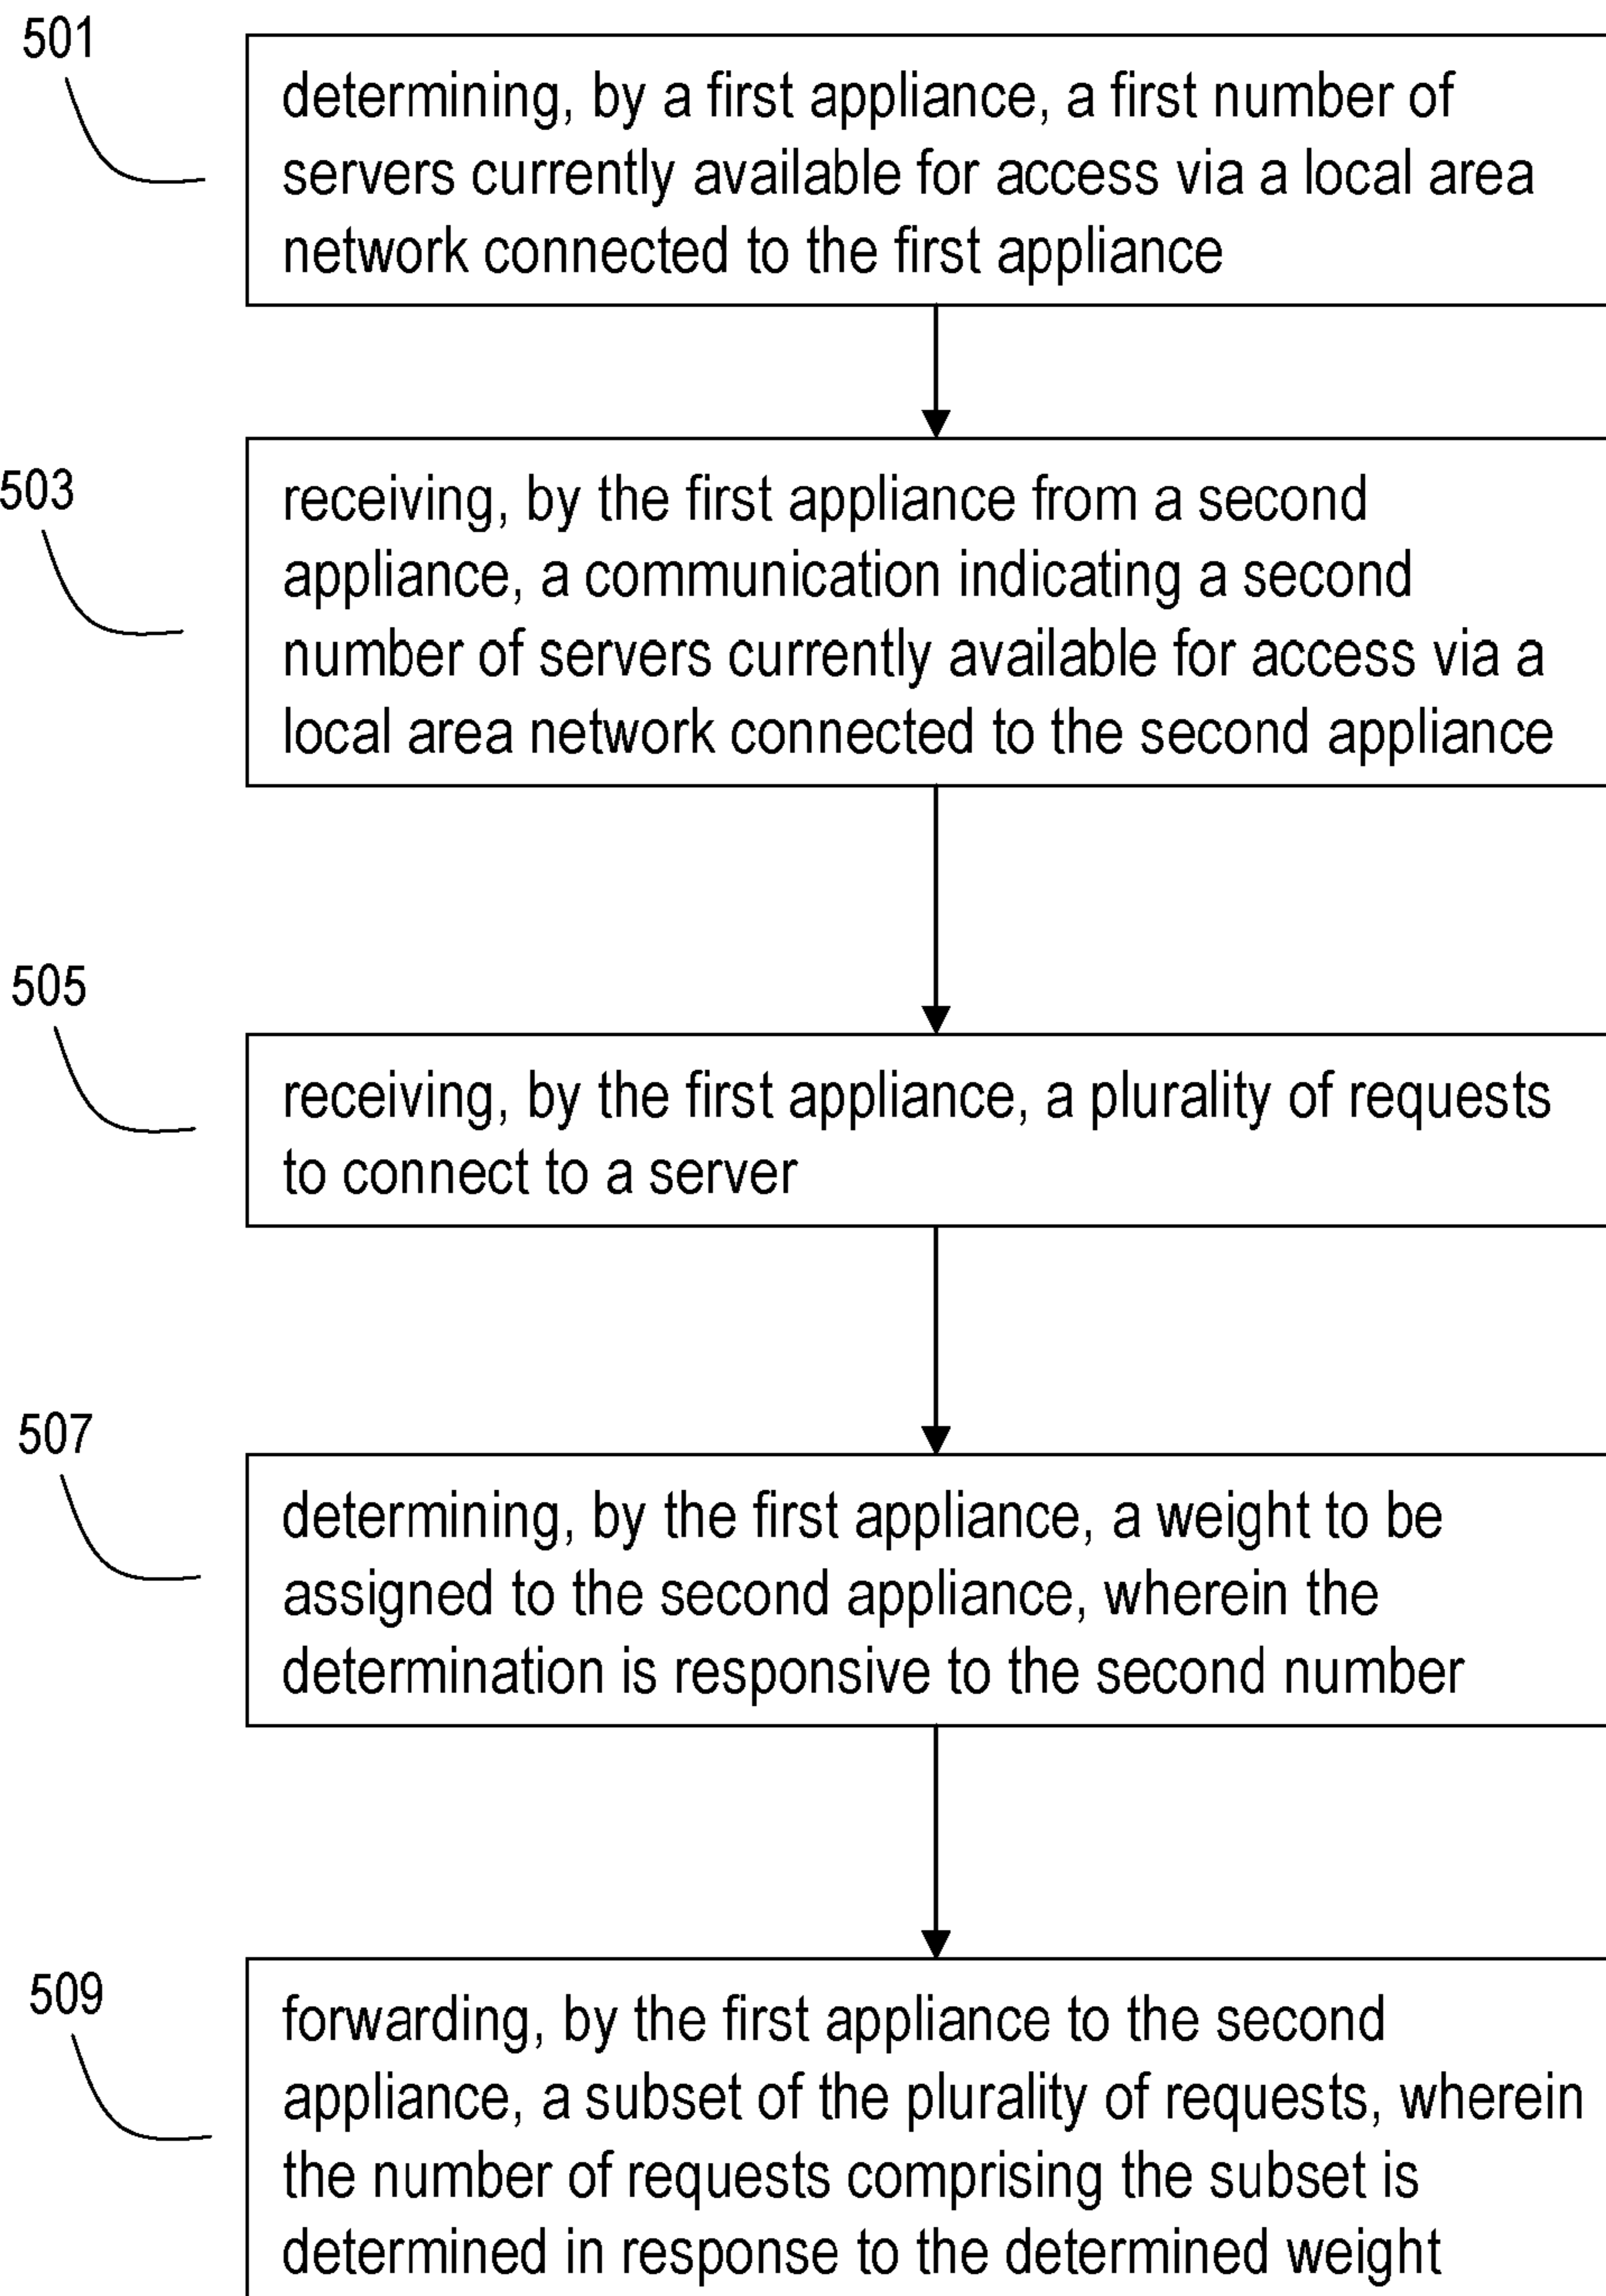 501
determining, by a first appliance, a first number of
servers currently available for access via a local area
network connected to the first appliance
503
receiving, by the first appliance from a second
appliance, a communication indicating a second
number of servers currently available for access via a
local area network connected to the second appliance
505
receiving, by the first appliance, a plurality of requests
to connect to a server
507
determining, by the first appliance, a weight to be
assigned to the second appliance, wherein the
determination is responsive to the second number
509
forwarding, by the first appliance to the second
appliance, a subset of the plurality of requests, wherein
the number of requests comprising the subset is
determined in response to the determined weight